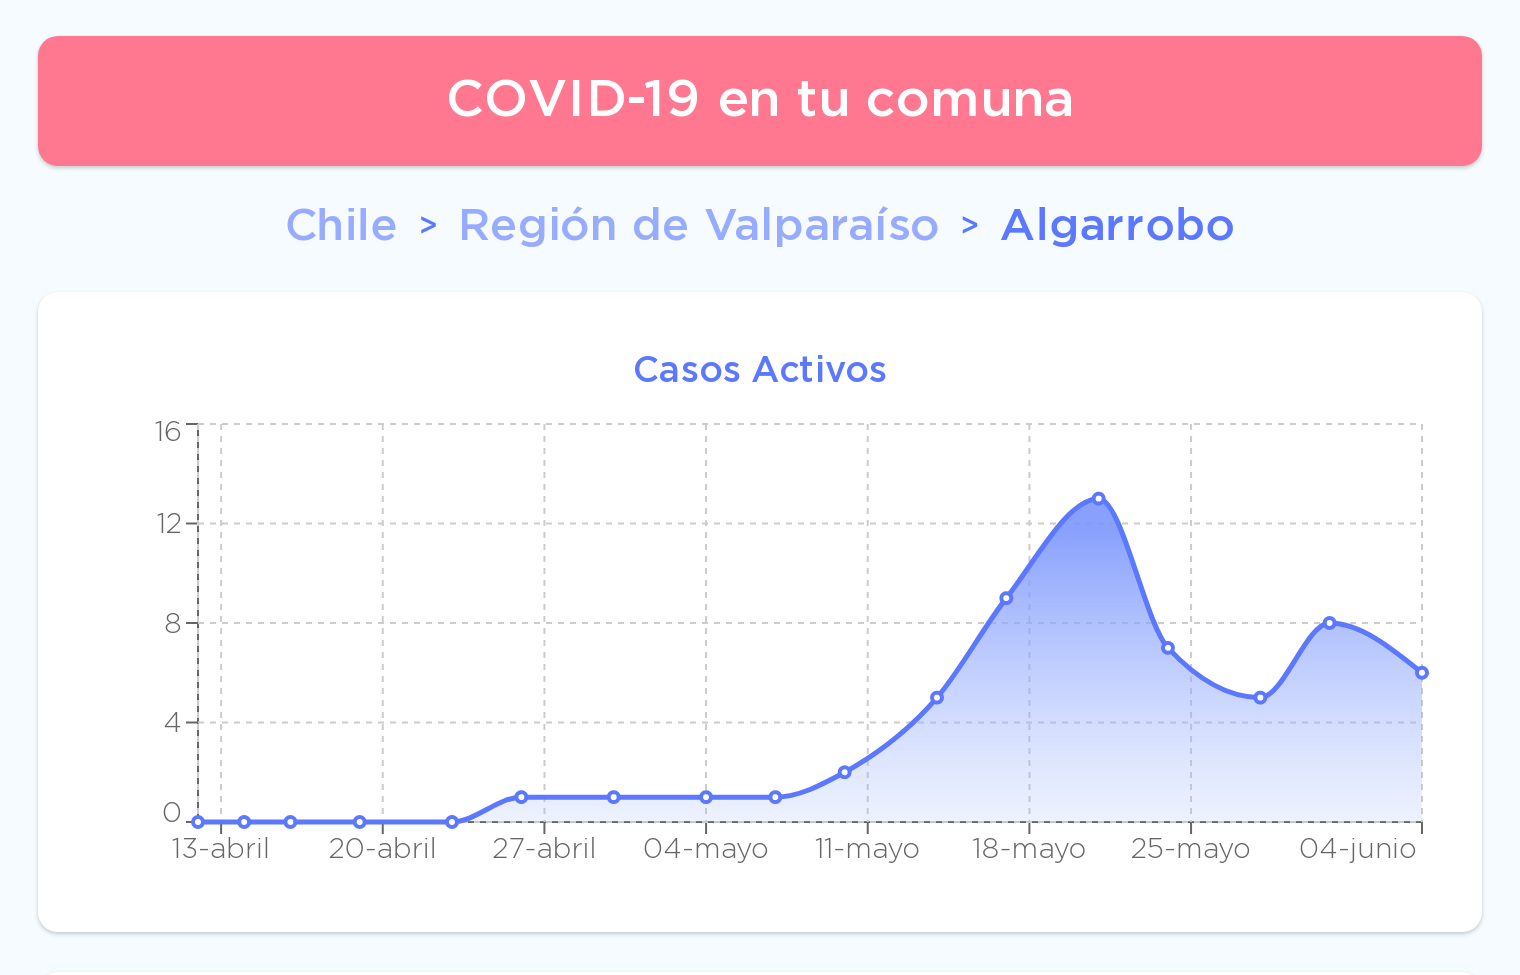 COVID-19 en tu comuna
Chile > Región de Valparaíso > Algarrobo
Casos Activos
16
12
8
4
0
13-abril 20-abril 27-abril 04-mayo 11-mayo 18-mayo 25-mayo 04-junio